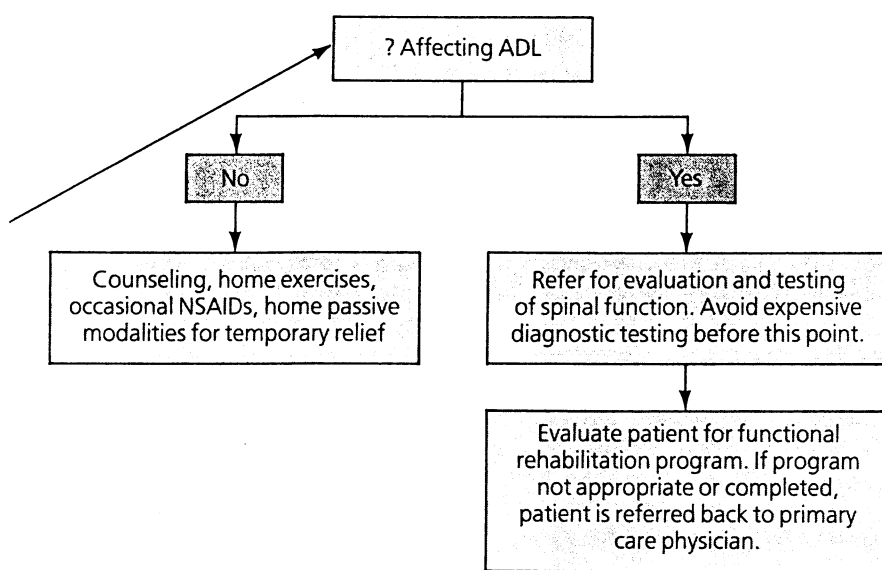 ? Affecting ADL
No
Yes
Counseling, home exercises,
occasional NSAIDs, home passive
modalities for temporary relief
Refer for evaluation and testing
of spinal function. Avoid expensive
diagnostic testing before this point.
Evaluate patient for functional
rehabilitation program. If program
not appropriate or completed,
patient is referred back to primary
care physician.